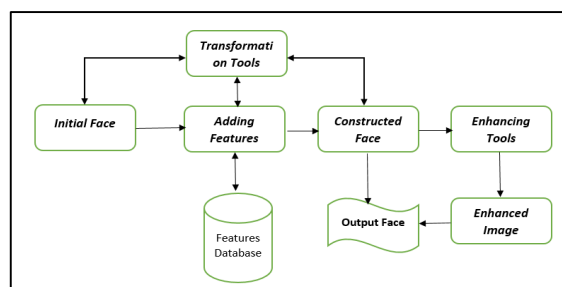 Transformati
on Tools
Initial Face
Adding
Features
Constructed
Face
Enhancing
Tools
Features
Database
Output Face
Enhanced
Image